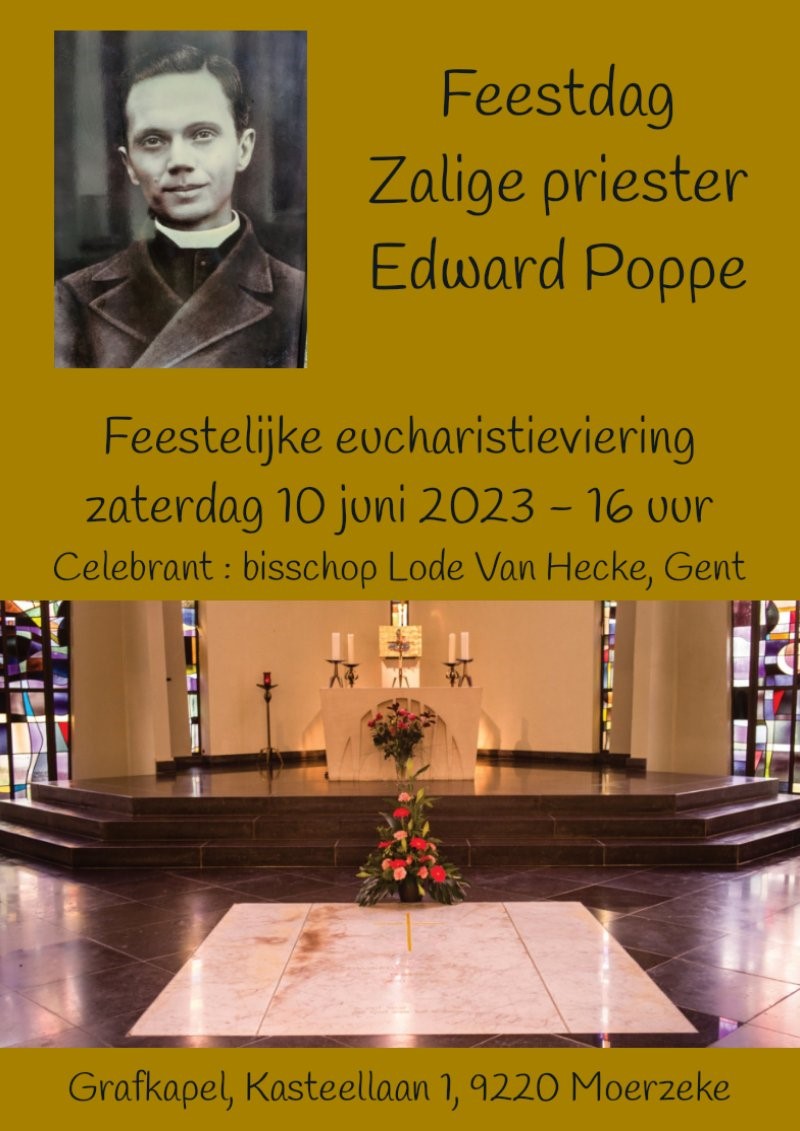 Feestdag
Zalige priester
Edward Poppe
Feestelijke eucharistieviering
zaterdag 10 juni 2023 - 16 uur
Celebrant : bisschop Lode Van Hecke, Gent
Grafkapel, Kasteellaan 1, 9220 Moerzeke